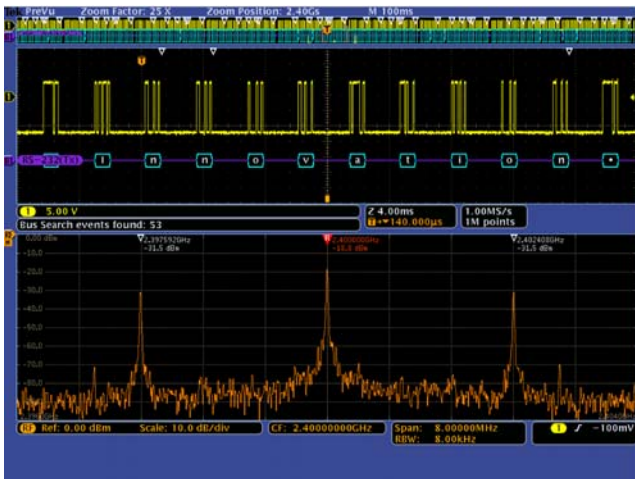 Tek PreVu Zoom Factor: 25 X Zoom Position: 2.40Gs M 100ms
RS-232(Tx) i n n o v a t i o n •
1 5.00 V
Z 4.00ms 1.00MS/s
Bus Search events found: 53
140.000µs 1M points
0.00 dBm
2.397592GHz 2.400000GHz 2.402408GHz
-31.5 dBm -31.5 dBm
-10.0
-20.0
-30.0
-40.0
-50.0
-60.0
-70.0
-80.0
RF Ref: 0.00 dBm Scale: 10.0 dB/div CF: 2.40000000GHz Span: 8.00000MHz 1 -100mV
RBW: 8.00kHz